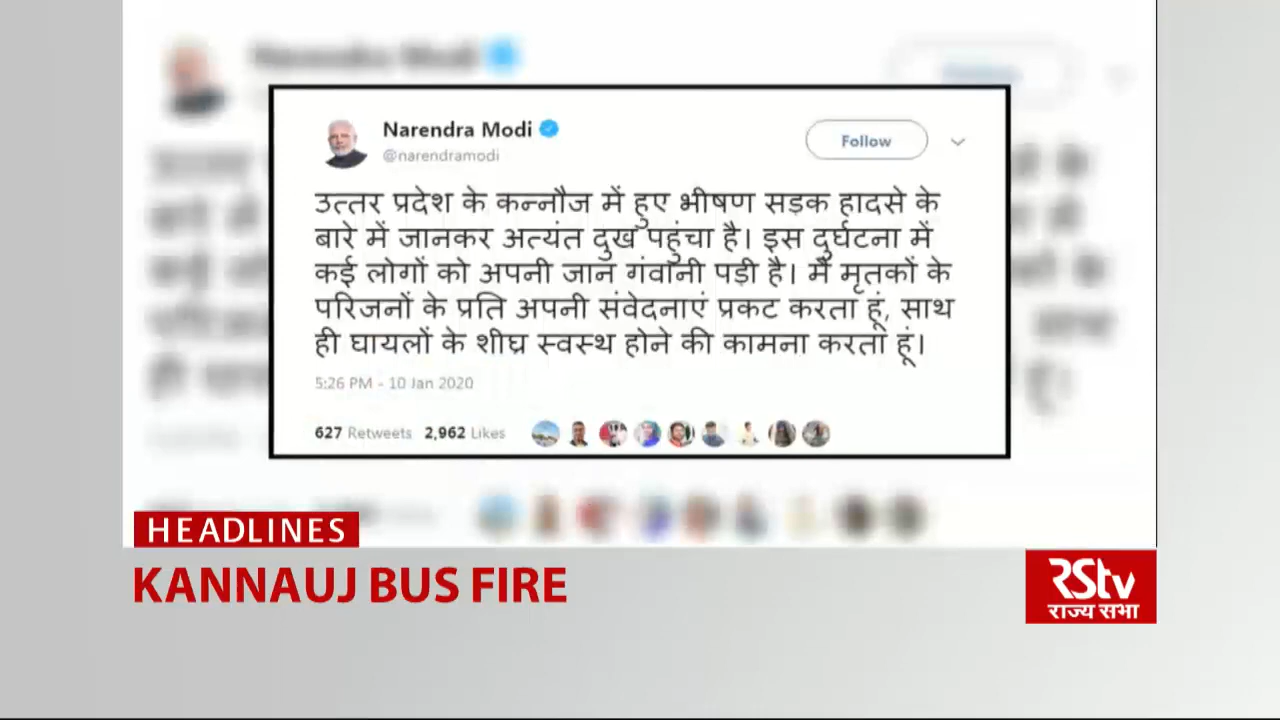 Narendra Modi
@narendramodi
Follow
उत्तर प्रदेश के कन्नौज में हुए भीषण सड़क हादसे के
बारे में जानकर अत्यंत दुख पहुंचा है। इस दुर्घटना में
कई लोगों को अपनी जान गंवानी पड़ी है। मैं मृतकों के
परिजनों के प्रति अपनी संवेदनाएं प्रकट करता हूं, साथ
ही घायलों के शीघ्र स्वस्थ होने की कामना करता हूं।
5:26 PM - 10 Jan 2020
627 Retweets 2,962 Likes
HEADLINES
KANNAUJ BUS FIRE
RStv
राज्य सभा